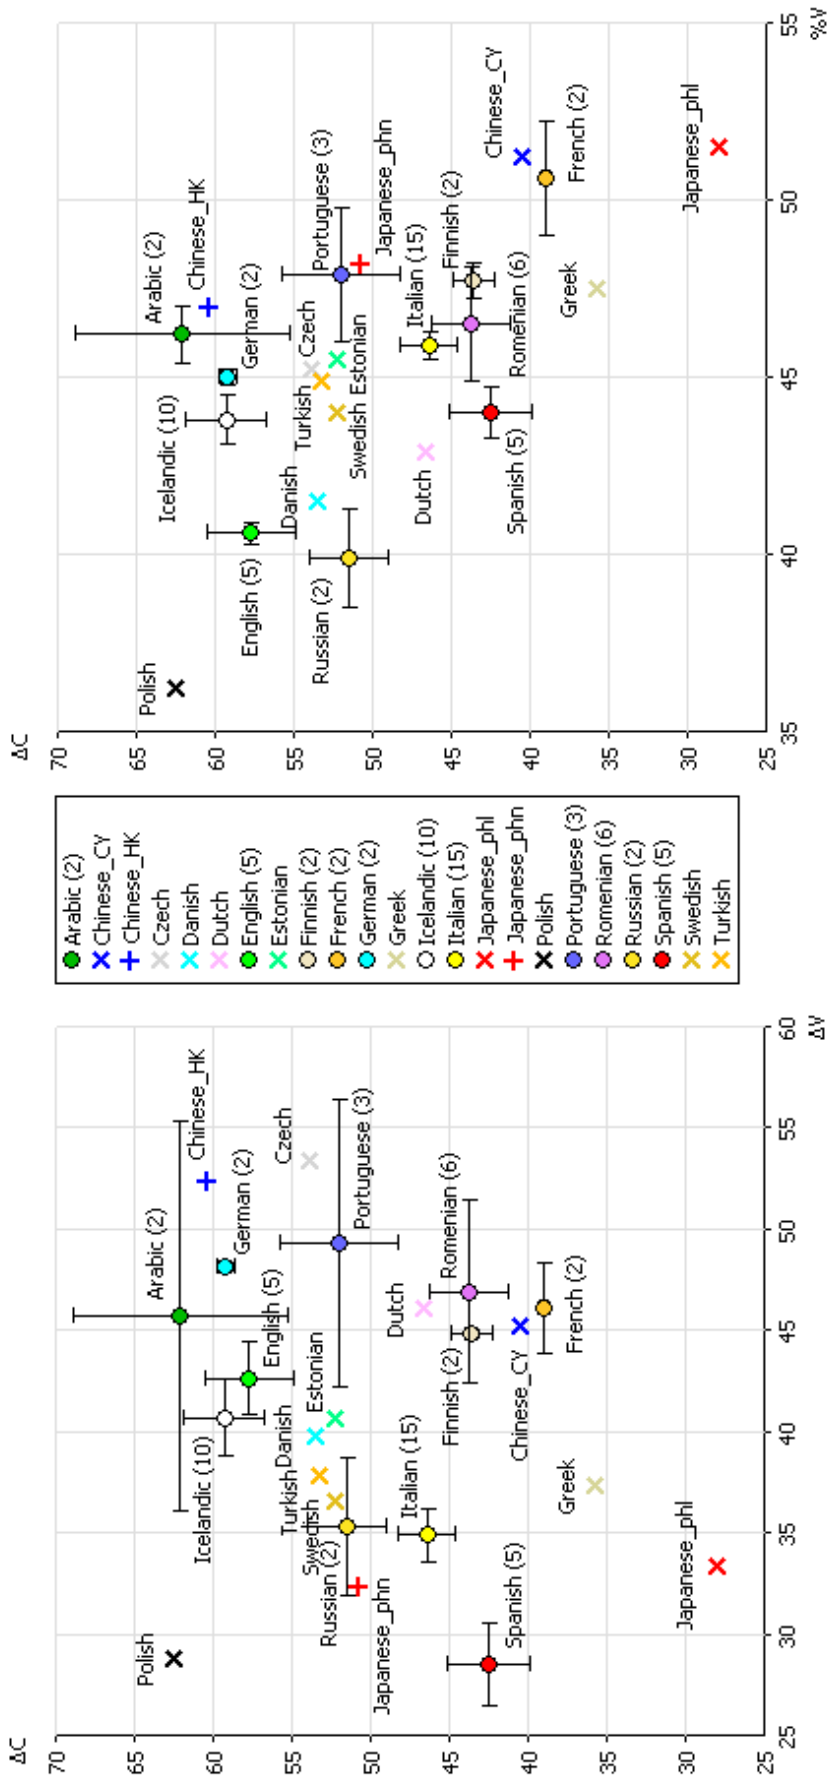 ΔC
70
65
60
55
50
45
40
35
30
25
25
30
35
40
45
50
55
60
ΔV
Polish
Arabic (2)
Chinese_HK
German (2)
English (5)
Icelandic (10)
Czech
Portuguese (3)
Estonian
Danish
Turkish
Swedish
Russian (2)
Japanese_phn
Dutch
Romenian (6)
Finnish (2)
Italian (15)
Chinese_CY
French (2)
Spanish (5)
Greek
Japanese_phl
Arabic (2)
Chinese_CY
Chinese_HK
Czech
Danish
Dutch
English (5)
Estonian
Finnish (2)
French (2)
German (2)
Greek
Icelandic (10)
Italian (15)
Japanese_phl
Japanese_phn
Polish
Portuguese (3)
Romenian (6)
Russian (2)
Spanish (5)
Swedish
Turkish
ΔC
70
65
60
55
50
45
40
35
30
25
35
40
45
50
55
%V
Polish
Arabic (2)
Chinese_HK
German (2)
Icelandic (10)
English (5)
Danish
Turkish
Czech
Swedish
Estonian
Portuguese (3)
Japanese_phn
Russian (2)
Dutch
Italian (15)
Finnish (2)
Romenian (6)
Spanish (5)
Chinese_CY
French (2)
Greek
Japanese_phl